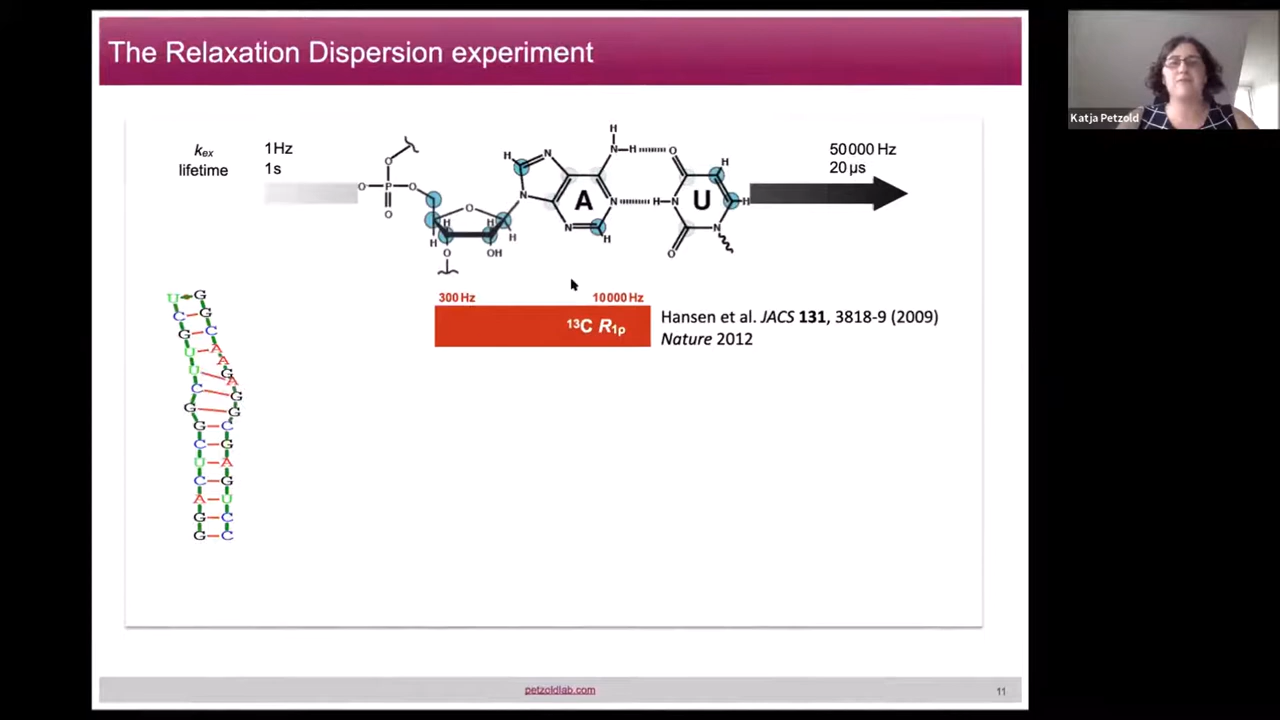 The Relaxation Dispersion experiment
Katja Petzold
kex
lifetime
1Hz
1s
50000 Hz
20 µs
H
H
N
N
H
O
H
O
P
O
N
A
N
H
N
U
H
O
O
N
H
H
H
N
H
O
OH
O
N
300 Hz
10000 Hz
13C R1ρ
Hansen et al. JACS 131, 3818-9 (2009)
Nature 2012
U G
C G
G C
U A
U A
C G
G A
G G
C G
U C
C G
A A
G G
G U
C
C
petzoldlab.com
11